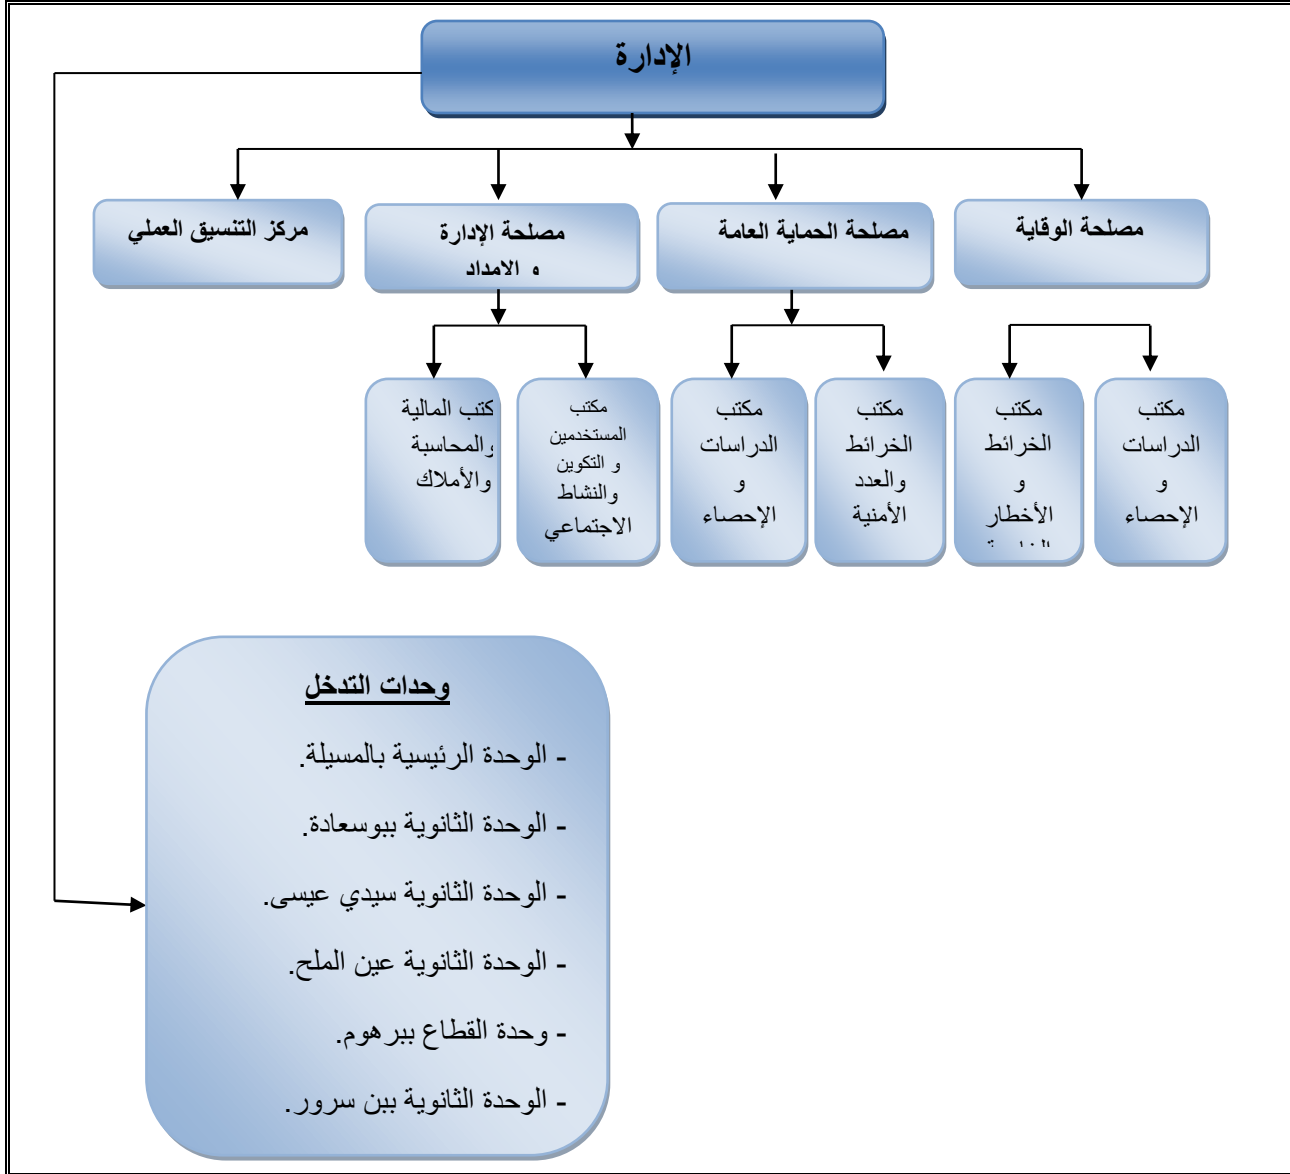 الإدارة
مصلحة الوقاية
مصلحة الحماية العامة
مصلحة الإدارة
و الامداد
مركز التنسيق العملي
مكتب
الدراسات
و
الإحصاء
مكتب
الخرائط
و
الأخطار
مكتب
الخرائط
والعدد
الأمنية
مكتب
الدراسات
و
الإحصاء
مكتب
المستخدمين
و التكوين
والنشاط
الاجتماعي
كتب المالية
والمحاسبة
والأملاك
وحدات التدخل
- الوحدة الرئيسية بالمسيلة.
- الوحدة الثانوية ببوسعادة.
- الوحدة الثانوية سيدي عيسى.
- الوحدة الثانوية عين الملح.
- وحدة القطاع ببرهوم.
- الوحدة الثانوية ببن سرور.